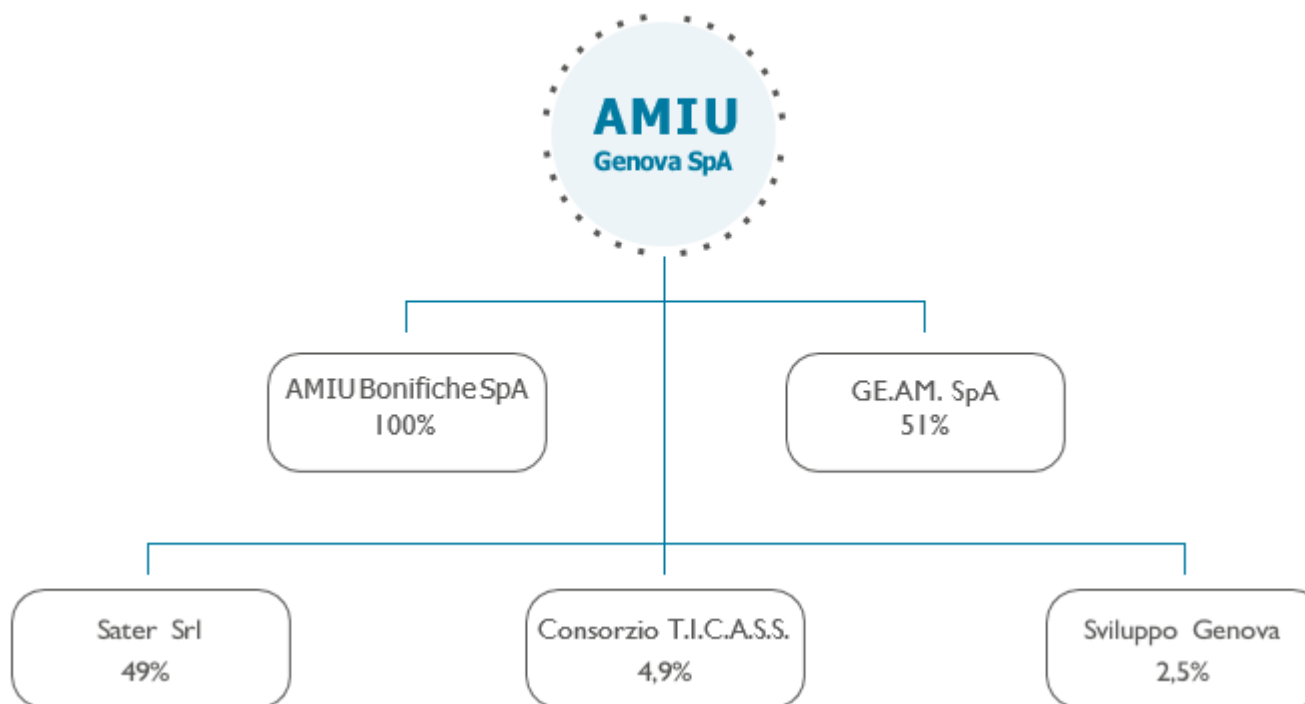 AMIU
Genova SpA
AMIU Bonifiche SpA
100%
GE.AM. SpA
51%
Sater Srl
49%
Consorzio T.I.C.A.S.S.
4,9%
Sviluppo Genova
2,5%